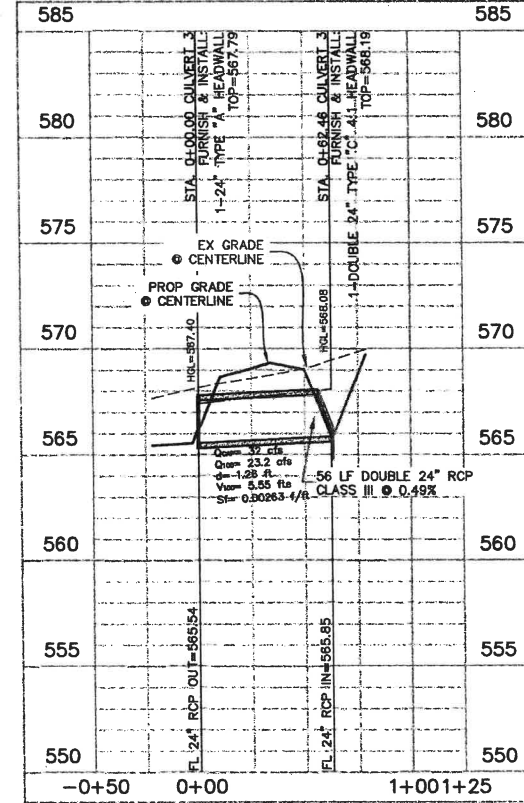 585 585
STA. 0+00.00 CULVERT 3
FURNISH & INSTALL:
1-24" TYPE "A" HEADWALL
TOP=567.79
STA. 0+62.46 CULVERT 3
FURNISH & INSTALL:
1-DOUBLE 24" TYPE "C" 4:1 HEADWALL
TOP=568.19
580 580
575 575
EX GRADE
@ CENTERLINE
PROP GRADE
@ CENTERLINE
570 570
HGL=567.40
HGL=568.08
565 565
32 cfs
Q100= 23.2 cfs
d= 1.28 ft
V100= 5.55 ft/s
Sf= 0.00263 f/ft
56 LF DOUBLE 24" RCP
CLASS III @ 0.49%
560 560
FL 24" RCP OUT=565.54
FL 24" RCP IN=565.85
555 555
550 550
-0+50 0+00 1+00 1+25